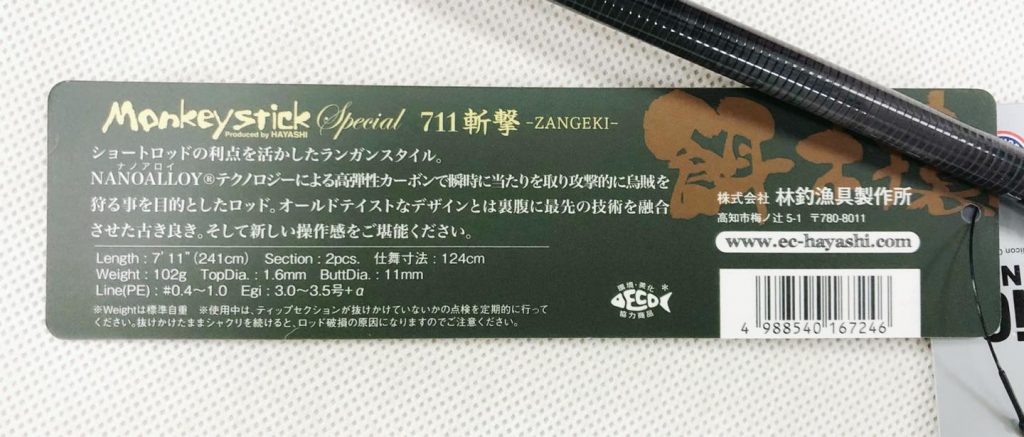 Monkeystick Special 711 斬撃 -ZANGEKI-
Produced by HAYASHI
ショートロッドの利点を活かしたランガンスタイル。
ナノアロイ
NANOALLOY®テクノロジーによる高弾性カーボンで瞬時に当たりを取り攻撃的に烏賊を
狩る事を目的としたロッド。オールドテイストなデザインとは裏腹に最先の技術を融合
させた古き良き。そして新しい操作感をご堪能ください。
Length : 7'11"(241cm) Section : 2pcs. 仕舞寸法 : 124cm
Weight : 102g TopDia. : 1.6mm ButtDia. : 11mm
Line(PE) : #0.4~1.0 Egi : 3.0~3.5号+α
※Weightは標準自重 ※使用中は、ティップセクションが抜けかけていないかの点検を定期的に行って
ください。抜けかけたままシャクリを続けると、ロッド破損の原因になりますのでご注意ください。
環境・美化
ECO
協力商品
餌木
株式会社 林釣漁具製作所
高知市梅ノ辻5-1 〒780-8011
www.ec-hayashi.com
4 988540 167246